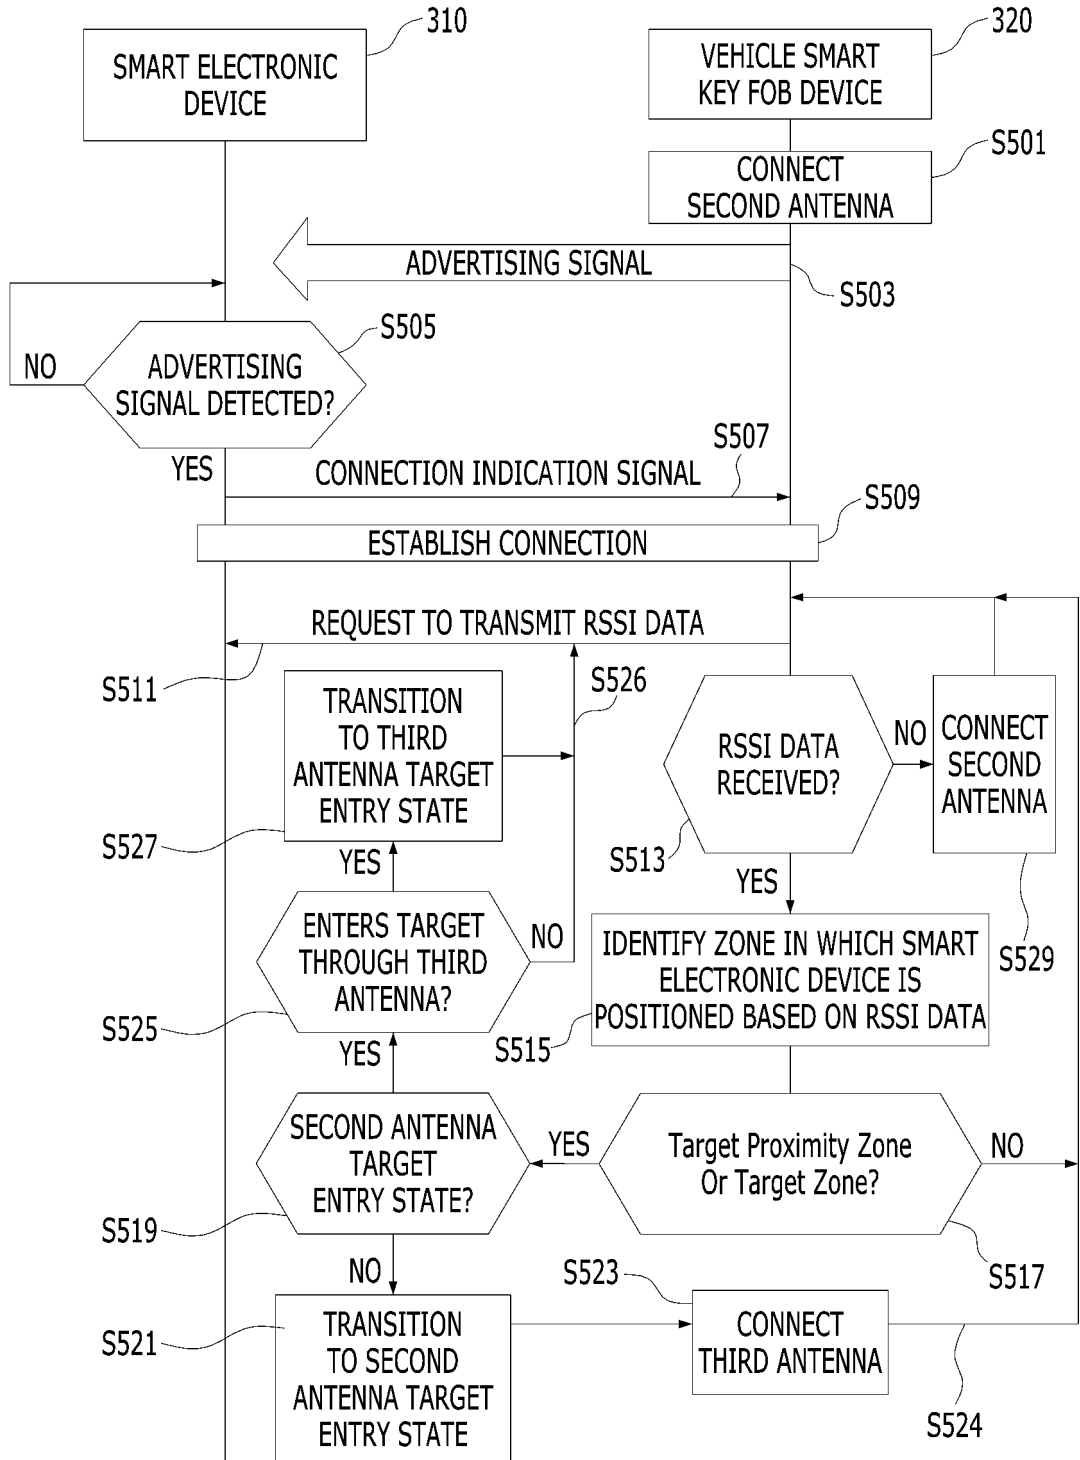 310
320
SMART ELECTRONIC
DEVICE
VEHICLE SMART
KEY FOB DEVICE
S501
CONNECT
SECOND ANTENNA
ADVERTISING SIGNAL
S503
S505
NO
ADVERTISING
SIGNAL DETECTED?
YES
S507
CONNECTION INDICATION SIGNAL
S509
ESTABLISH CONNECTION
REQUEST TO TRANSMIT RSSI DATA
S511
S526
TRANSITION
TO THIRD
ANTENNA TARGET
ENTRY STATE
S527
RSSI DATA
RECEIVED?
NO
CONNECT
SECOND
ANTENNA
S513
YES
YES
S529
ENTERS TARGET
THROUGH THIRD
ANTENNA?
NO
S525
IDENTIFY ZONE IN WHICH SMART
ELECTRONIC DEVICE IS
POSITIONED BASED ON RSSI DATA
S515
YES
SECOND ANTENNA
TARGET
ENTRY STATE?
YES
S519
Target Proximity Zone
Or Target Zone?
NO
S517
NO
S523
S521
TRANSITION
TO SECOND
ANTENNA TARGET
ENTRY STATE
CONNECT
THIRD ANTENNA
S524